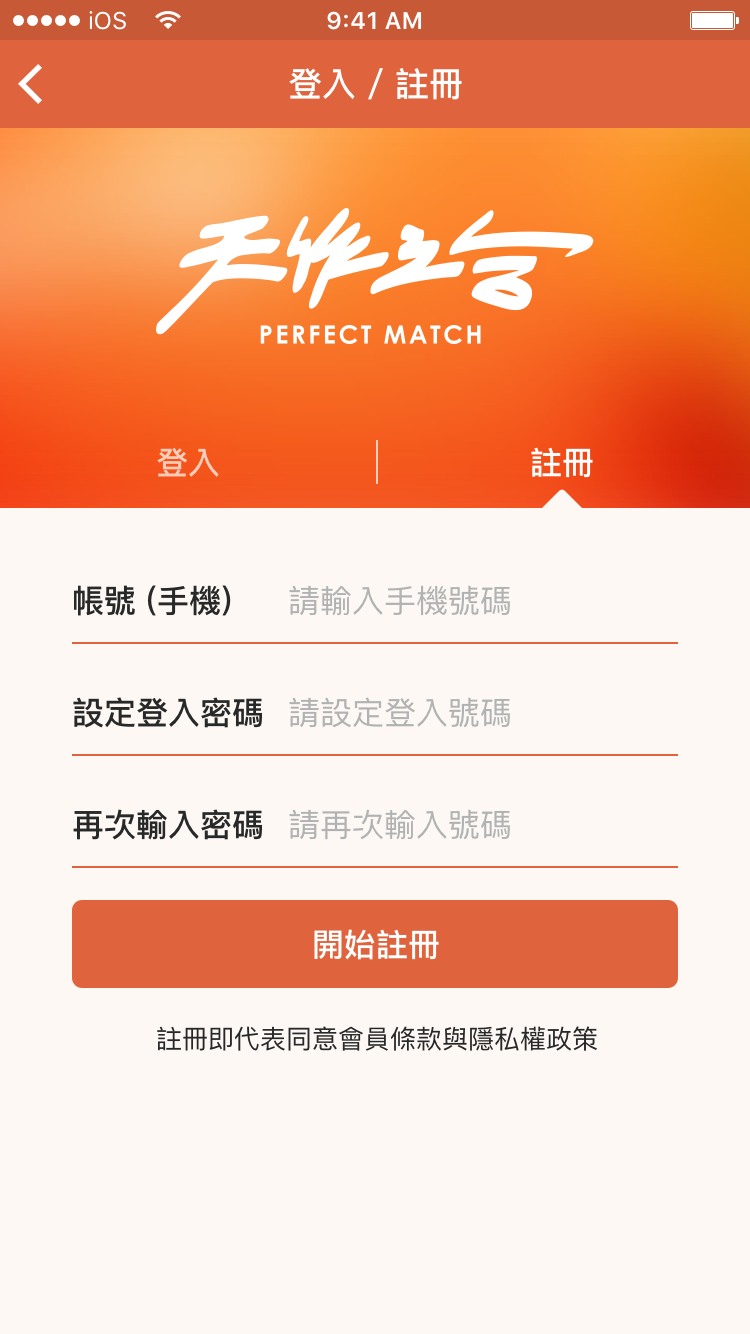 iOS 9:41 AM
登入 / 註冊
天作之合
PERFECT MATCH
登入 註冊
帳號 (手機) 請輸入手機號碼
設定登入密碼 請設定登入號碼
再次輸入密碼 請再次輸入號碼
開始註冊
註冊即代表同意會員條款與隱私權政策